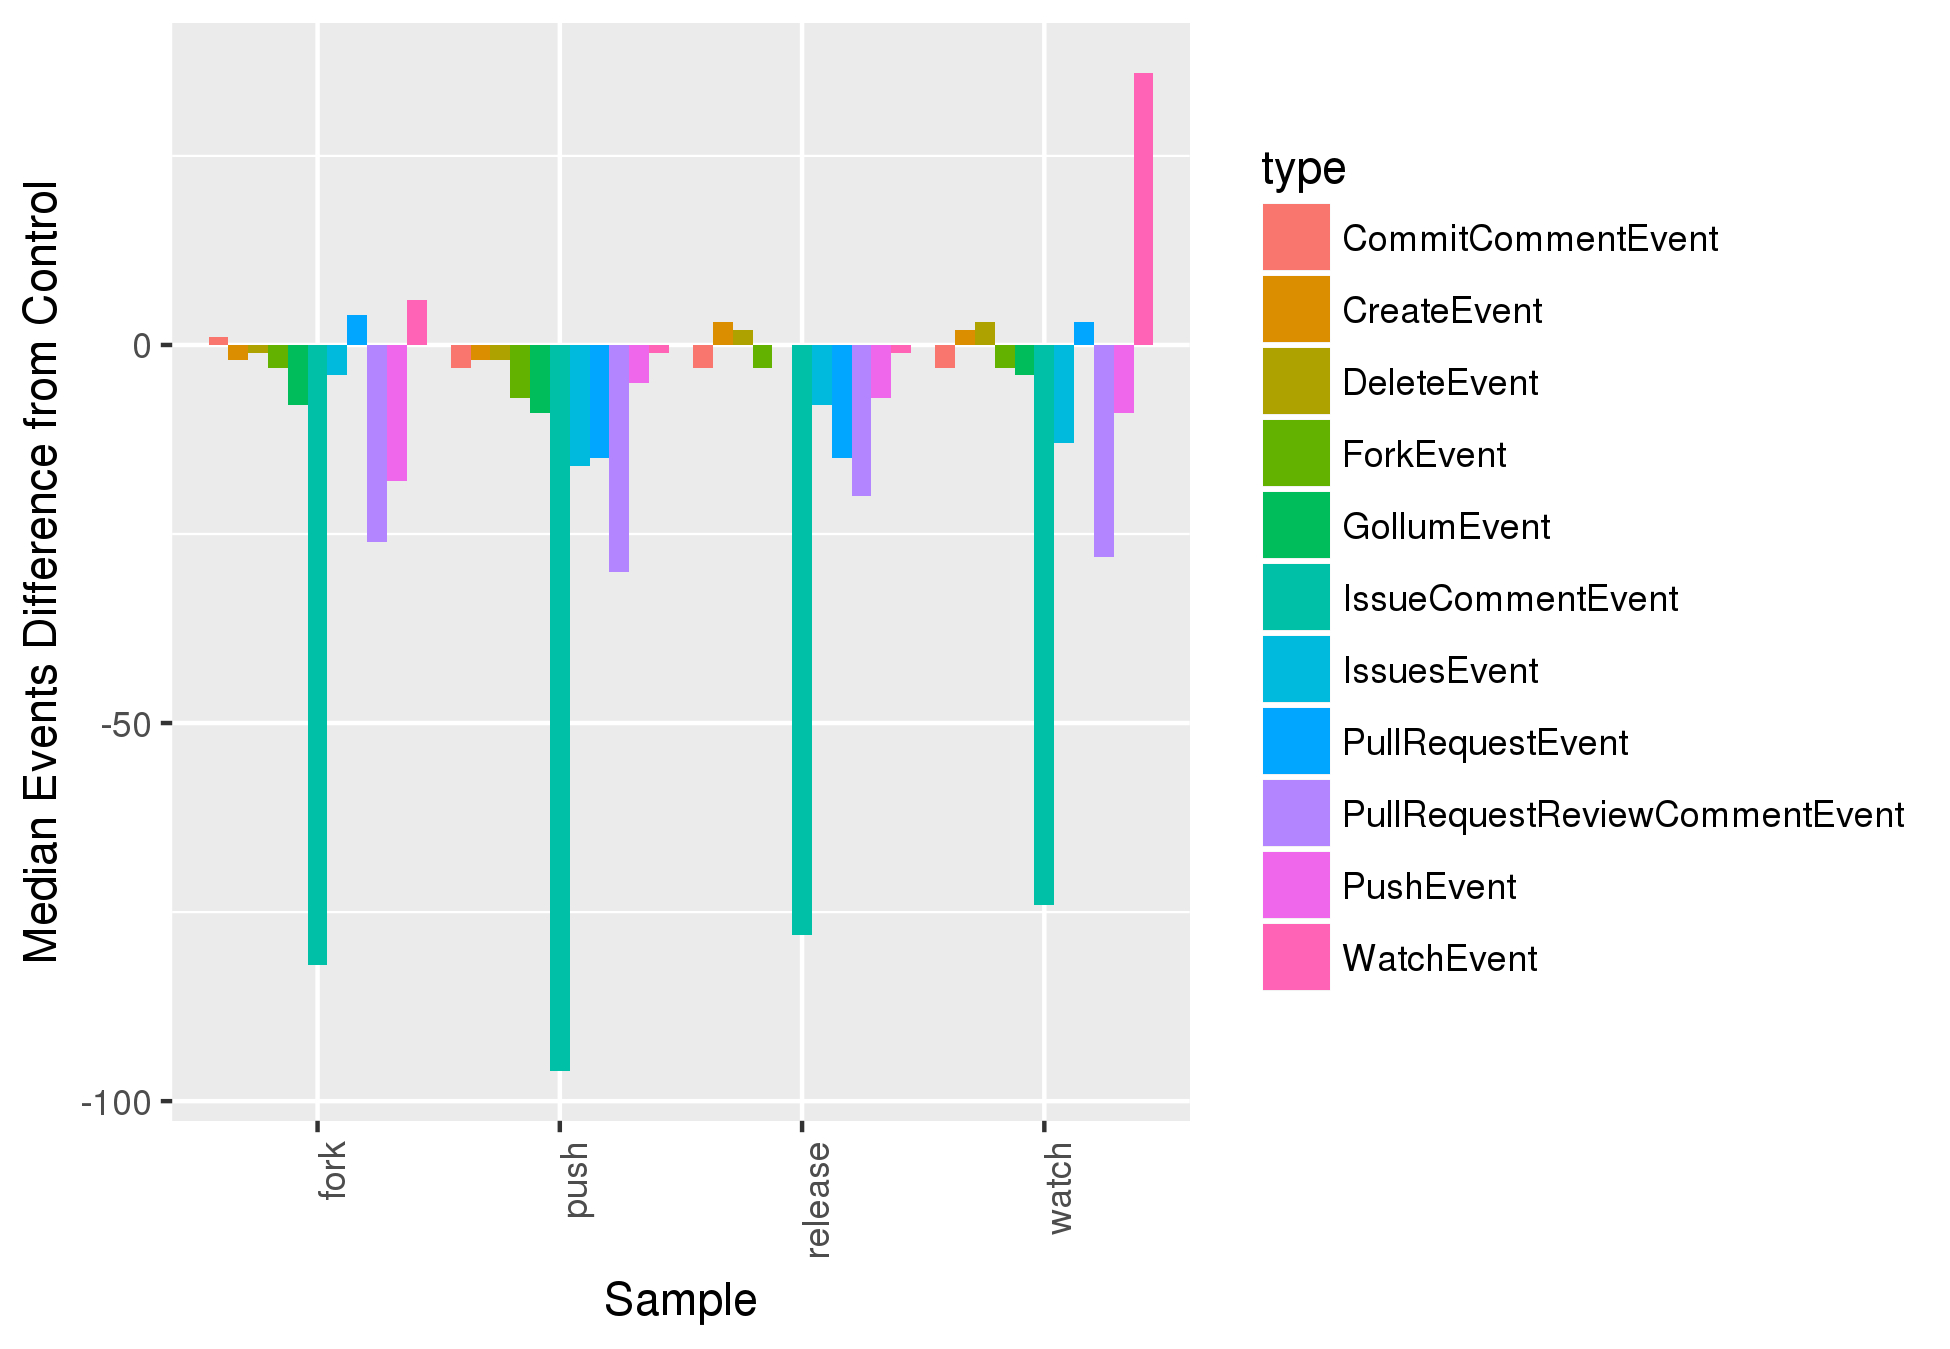 Median Events Difference from Control
0
-50
-100
fork
push
release
watch
Sample
type
CommitCommentEvent
CreateEvent
DeleteEvent
ForkEvent
GollumEvent
IssueCommentEvent
IssuesEvent
PullRequestEvent
PullRequestReviewCommentEvent
PushEvent
WatchEvent